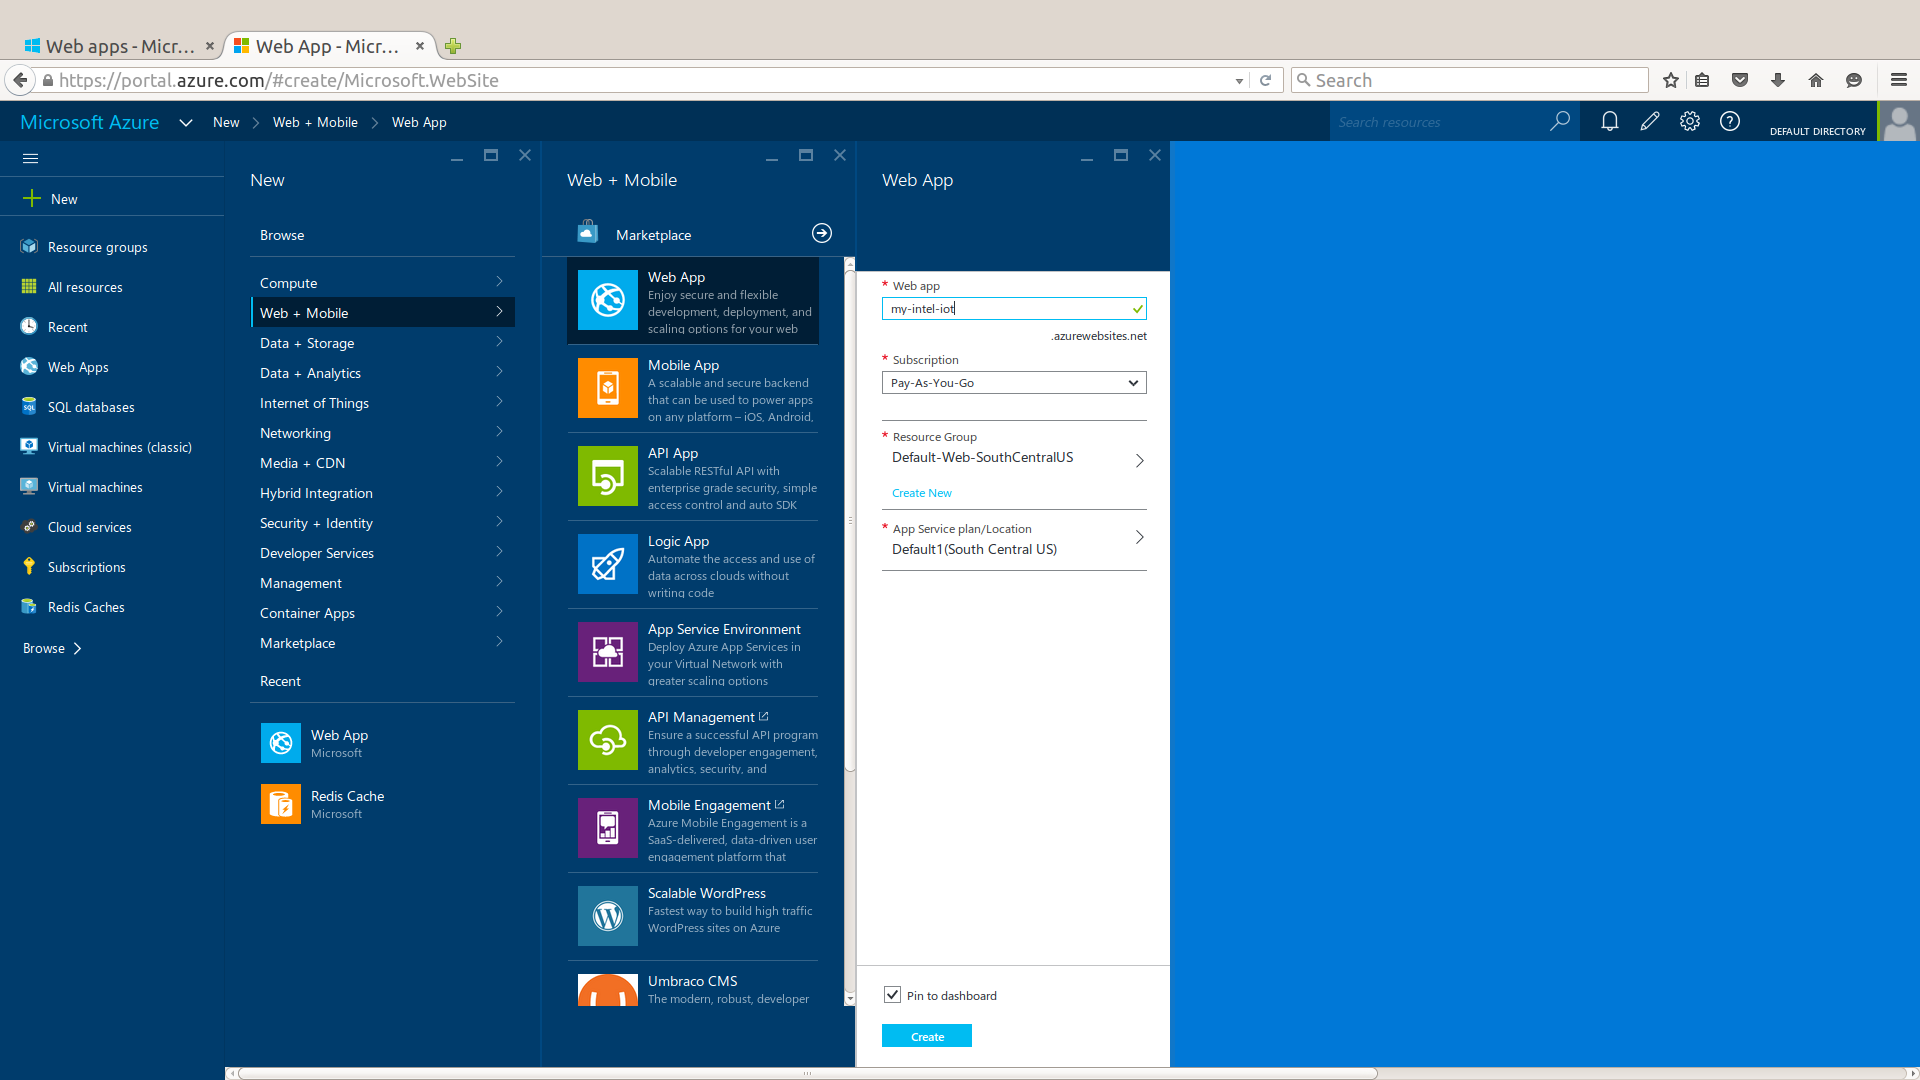 Web apps - Micr...
Web App - Micr...
https://portal.azure.com/#create/Microsoft.WebSite
Search
Microsoft Azure
New
Web + Mobile
Web App
Search resources
DEFAULT DIRECTORY
New
Resource groups
All resources
Recent
Web Apps
SQL databases
Virtual machines (classic)
Virtual machines
Cloud services
Subscriptions
Redis Caches
Browse
New
Browse
Compute
Web + Mobile
Data + Storage
Data + Analytics
Internet of Things
Networking
Media + CDN
Hybrid Integration
Security + Identity
Developer Services
Management
Container Apps
Marketplace
Recent
Web App
Microsoft
Redis Cache
Microsoft
Web + Mobile
Marketplace
Web App
Enjoy secure and flexible
development, deployment, and
scaling options for your web
Mobile App
A scalable and secure backend
that can be used to power apps
on any platform – iOS, Android,
API App
Scalable RESTful API with
enterprise grade security, simple
access control and auto SDK
Logic App
Automate the access and use of
data across clouds without
writing code
App Service Environment
Deploy Azure App Services in
your Virtual Network with
greater scaling options
API Management
Ensure a successful API program
through developer engagement,
analytics, security, and
Mobile Engagement
Azure Mobile Engagement is a
SaaS-delivered, data-driven user
engagement platform that
Scalable WordPress
Fastest way to build high traffic
WordPress sites on Azure
Umbraco CMS
The modern, robust, developer
Web App
* Web app
my-intel-iot
.azurewebsites.net
* Subscription
Pay-As-You-Go
* Resource Group
Default-Web-SouthCentralUS
Create New
* App Service plan/Location
Default1(South Central US)
Pin to dashboard
Create